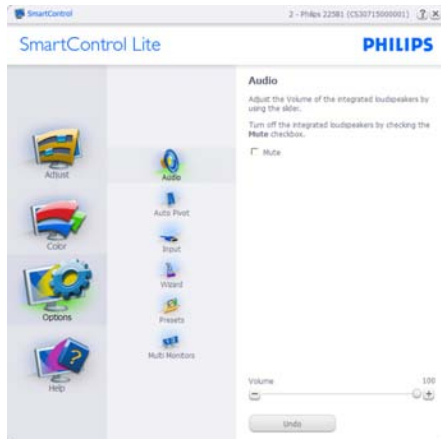 SmartControl
2 - Philips 225B1 (CS30715000001)
SmartControl Lite
PHILIPS
Adjust
Color
Options
Help
Audio
Auto Pivot
Input
Wizard
Presets
Multi Monitors
Audio
Adjust the Volume of the integrated loudspeakers by
using the slider.
Turn off the integrated loudspeakers by checking the
Mute checkbox.
Mute
Volume
100
Undo